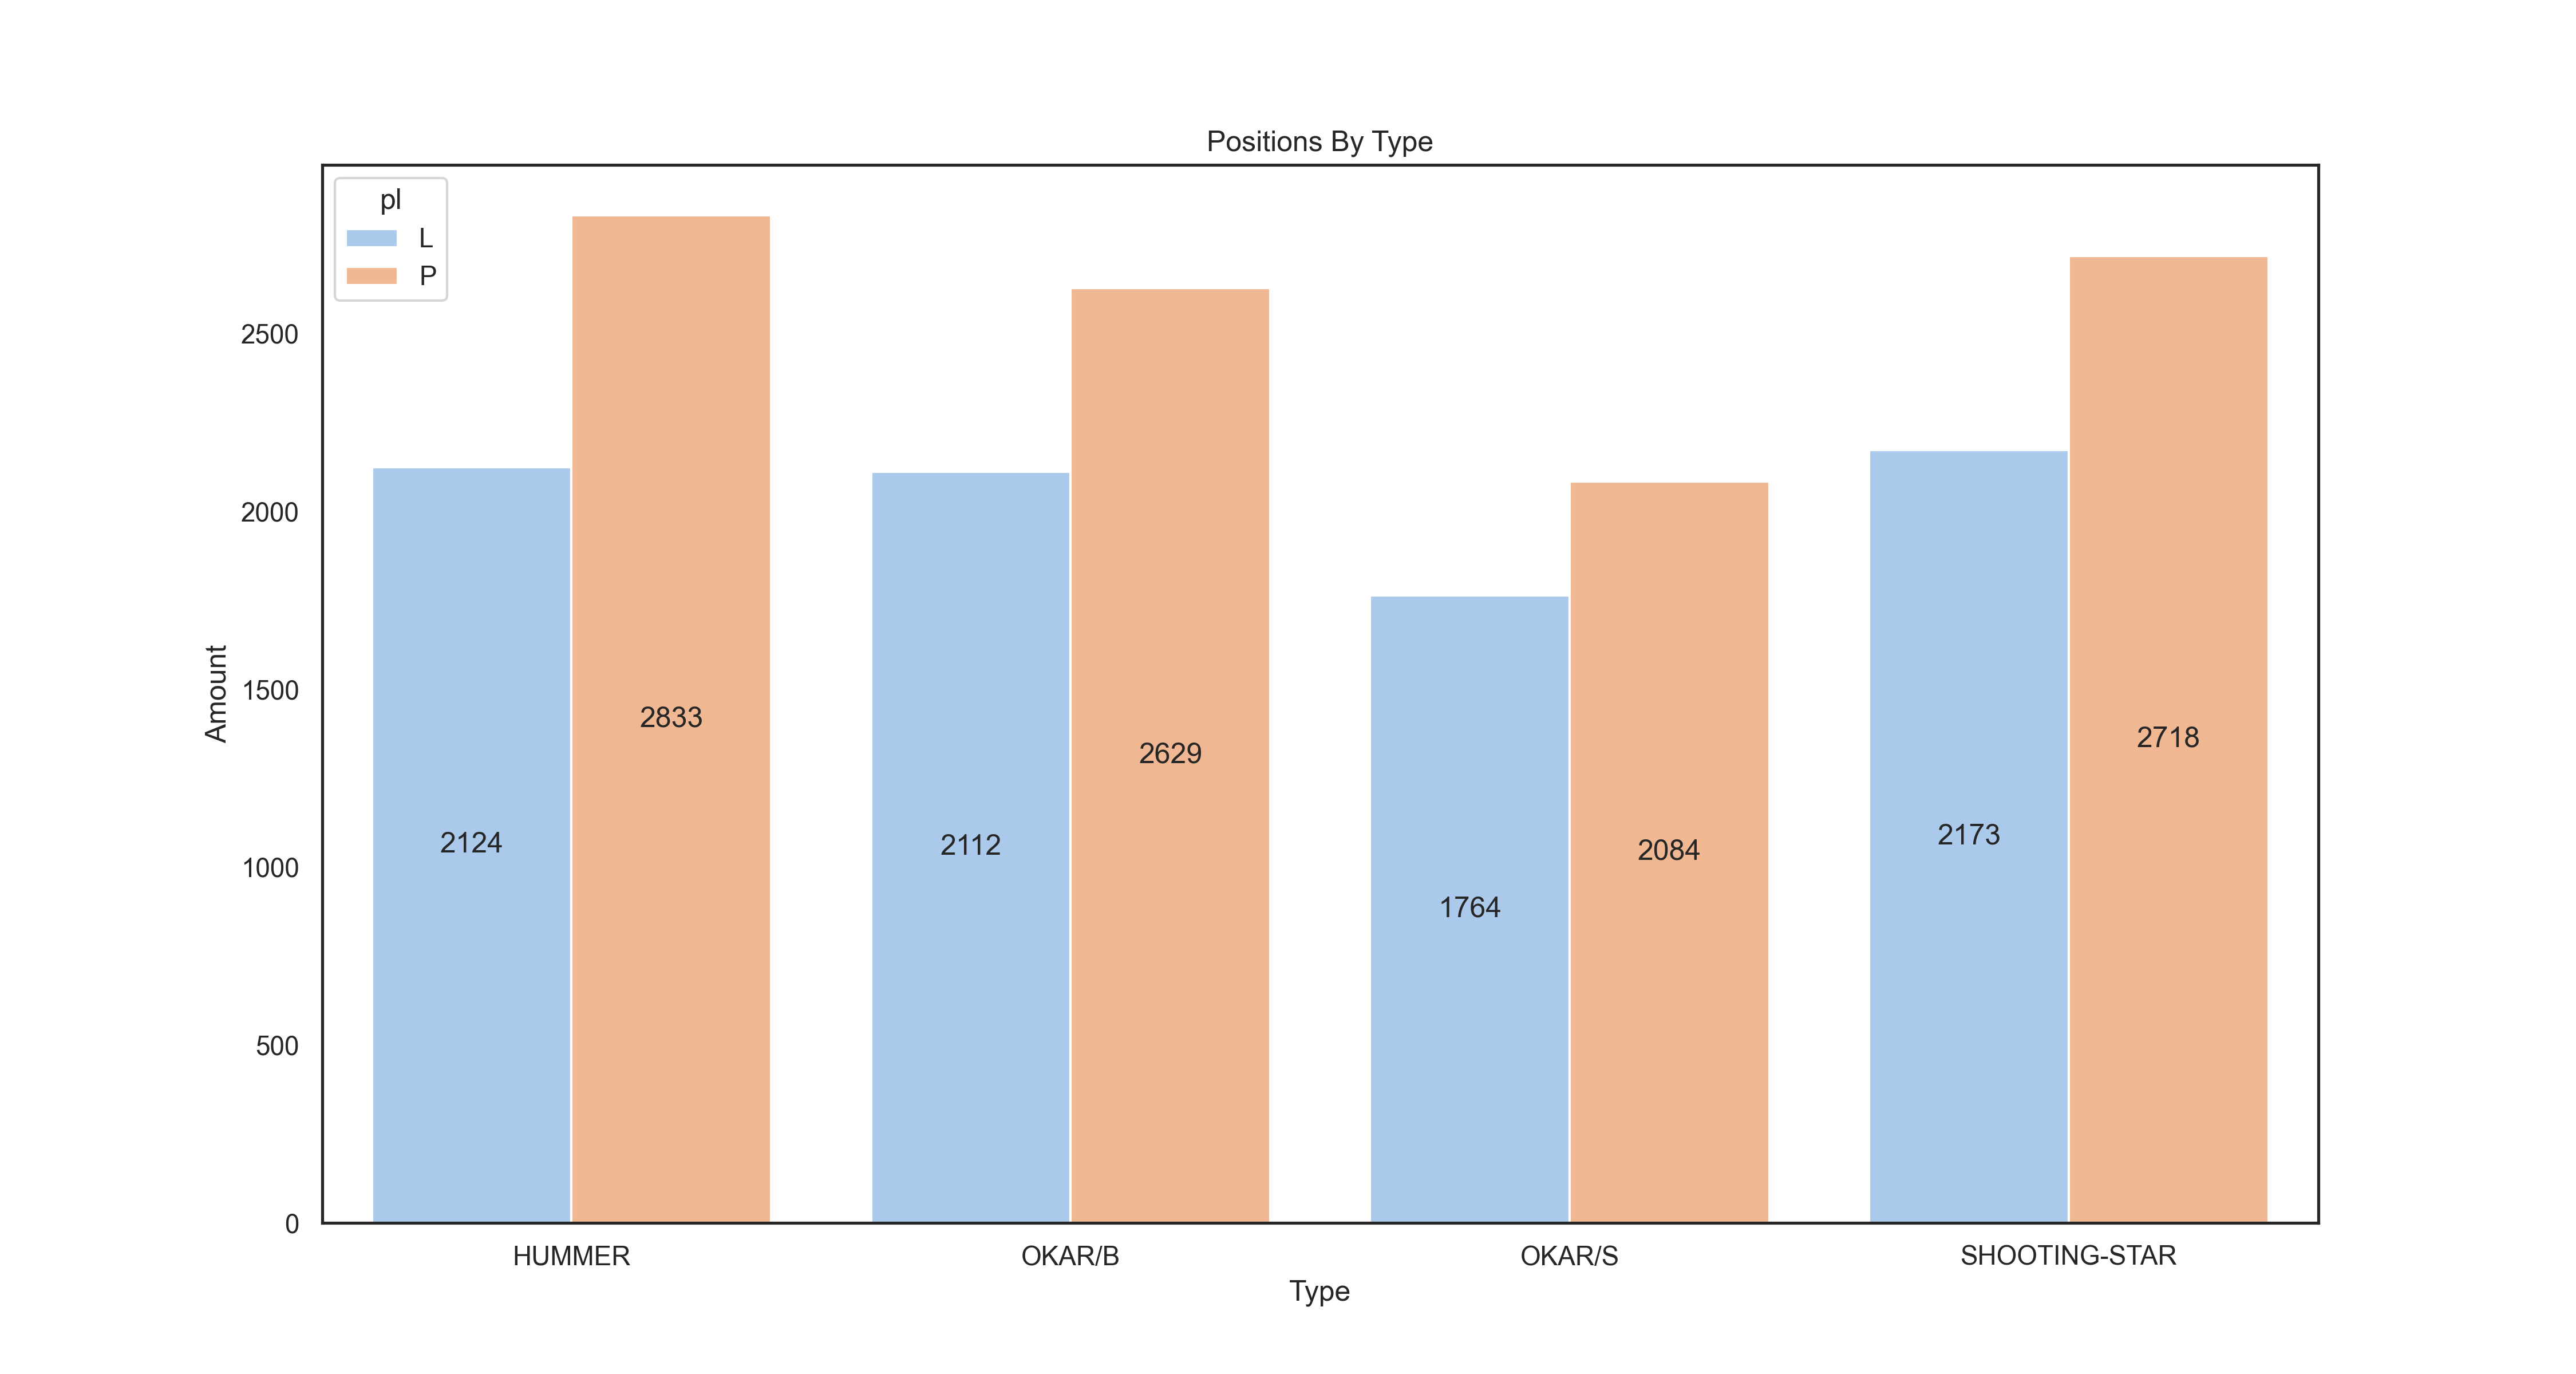 Positions By Type
pl
L
P
2500
2000
1500
1000
500
0
Amount
2124
2833
2112
2629
1764
2084
2173
2718
HUMMER
OKAR/B
OKAR/S
SHOOTING-STAR
Type